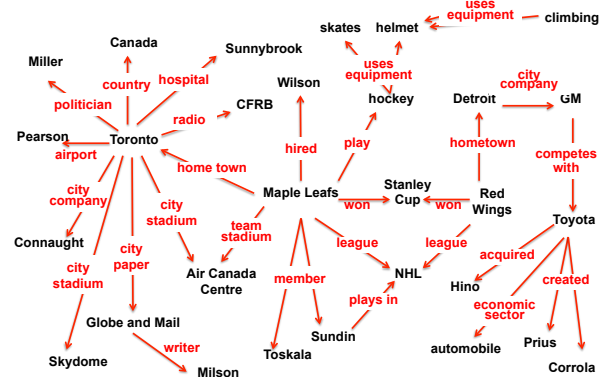 uses
equipment
climbing
skates
helmet
Canada
Sunnybrook
Miller
uses
equipment
country
hospital
Wilson
city
company
politician
CFRB
hockey
Detroit
GM
radio
Pearson
Toronto
airport
hired
play
hometown
competes
with
home town
city
company
Maple Leafs
Stanley
Cup
Red
Wings
won
won
city
stadium
team
stadium
Toyota
Connaught
city
paper
league
league
acquired
city
stadium
Air Canada
Centre
member
NHL
Hino
created
plays in
economic
sector
Globe and Mail
Sundin
writer
Toskala
automobile
Prius
Skydome
Milson
Corrola